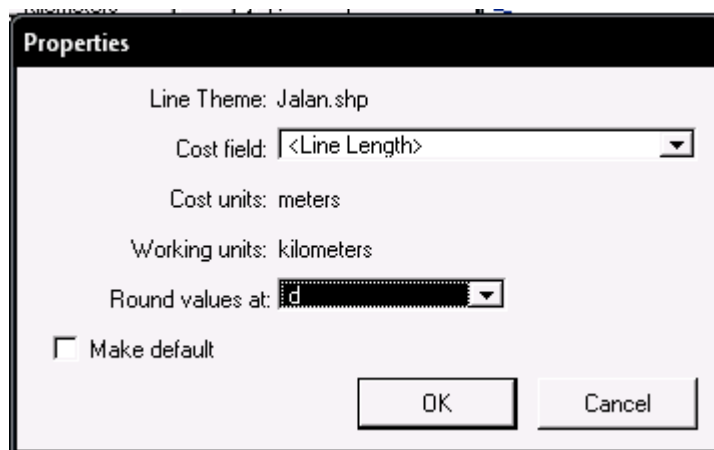 Properties
Line Theme: Jalan.shp
Cost field: <Line Length>
Cost units: meters
Working units: kilometers
Round values at: d
Make default
OK Cancel